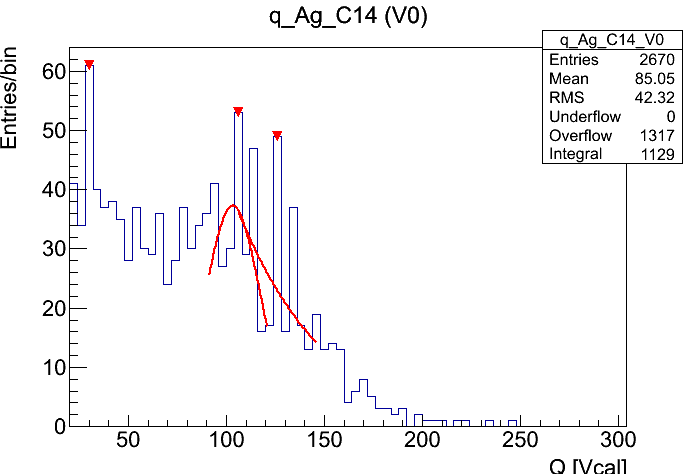 q_Ag_C14 (V0)
q_Ag_C14_V0
Entries 2670
Mean 85.05
RMS 42.32
Underflow 0
Overflow 1317
Integral 1129
Entries/bin
60
50
40
30
20
10
0
50 100 150 200 250 300
Q [Vcal]